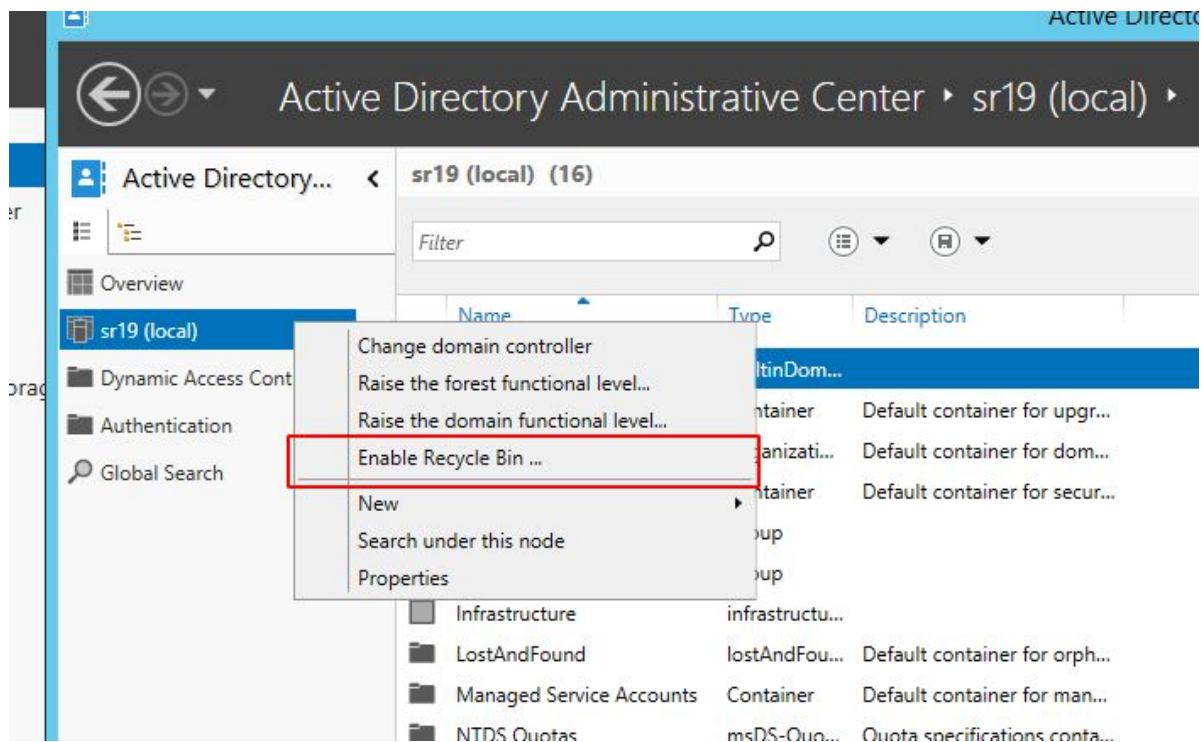 Active Directo
Active Directory Administrative Center ‣ sr19 (local) ‣
Active Directory...
sr19 (local) (16)
er
Filter
Overview
Name Type Description
sr19 (local)
Change domain controller
ltinDom...
orag
Dynamic Access Cont
Raise the forest functional level...
ntainer Default container for upgr...
Authentication
Raise the domain functional level...
ganizati... Default container for dom...
Enable Recycle Bin ...
Global Search
ntainer Default container for secur...
New
oup
Search under this node
oup
Properties
Infrastructure infrastructu...
LostAndFound lostAndFou... Default container for orph...
Managed Service Accounts Container Default container for man...
NTDS Quotas msDS-Quo... Quota specifications conta...